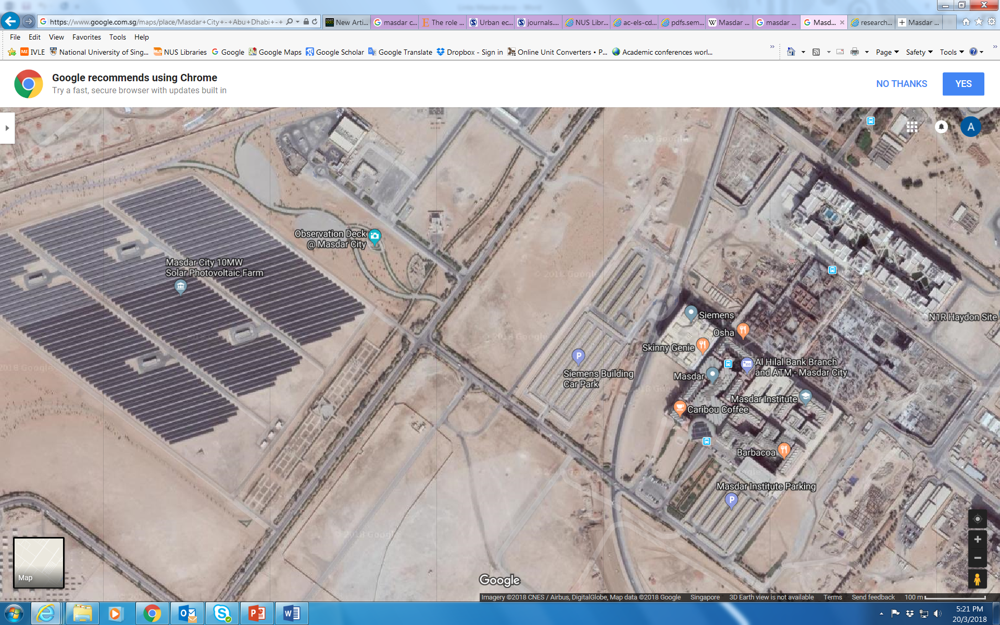 https://www.google.com.sg/maps/place/Masdar+City+-+Abu+Dhabi+-+
New Arti...
masdar c...
The role ...
Urban ec...
journals....
NUS Libr...
ac-els-cd...
pdfs.sem...
Masdar ...
masdar ...
Masd...
research...
Masdar ...
File Edit View Favorites Tools Help
IVLE
National University of Sing...
NUS Libraries
Google
Google Maps
Google Scholar
Google Translate
Dropbox - Sign in
Online Unit Converters • P...
Academic conferences worl...
Page
Safety
Tools
Google recommends using Chrome
Try a fast, secure browser with updates built in
NO THANKS
YES
A
Observation Deck
@ Masdar City
Masdar City 10MW
Solar Photovoltaic Farm
Siemens
N1R Haydon Site
Osha
Skinny Genie
Al Hilal Bank Branch
and ATM - Masdar City
Siemens Building
Car Park
Masdar
Masdar Institute
Caribou Coffee
Barbacoa
Masdar Institute Parking
Map
Google
Imagery ©2018 CNES / Airbus, DigitalGlobe, Map data ©2018 Google Singapore 3D Earth view is not available Terms Send feedback 100 m
5:21 PM
20/3/2018